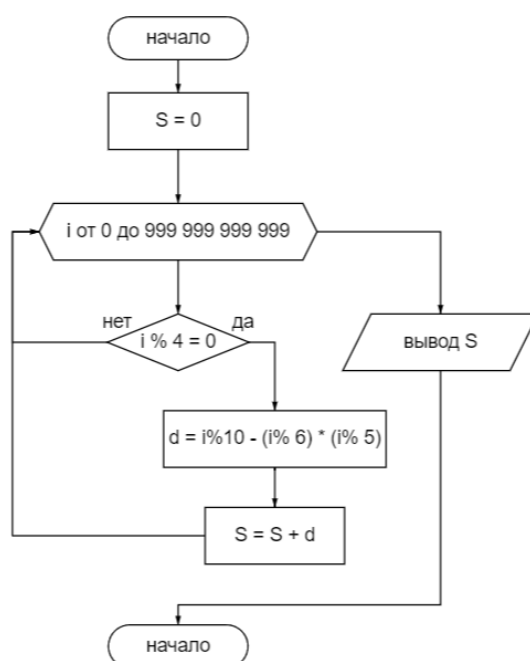 начало
S = 0
i от 0 до 999 999 999 999
нет
да
i % 4 = 0
вывод S
d = i%10 - (i% 6) * (i% 5)
S = S + d
начало